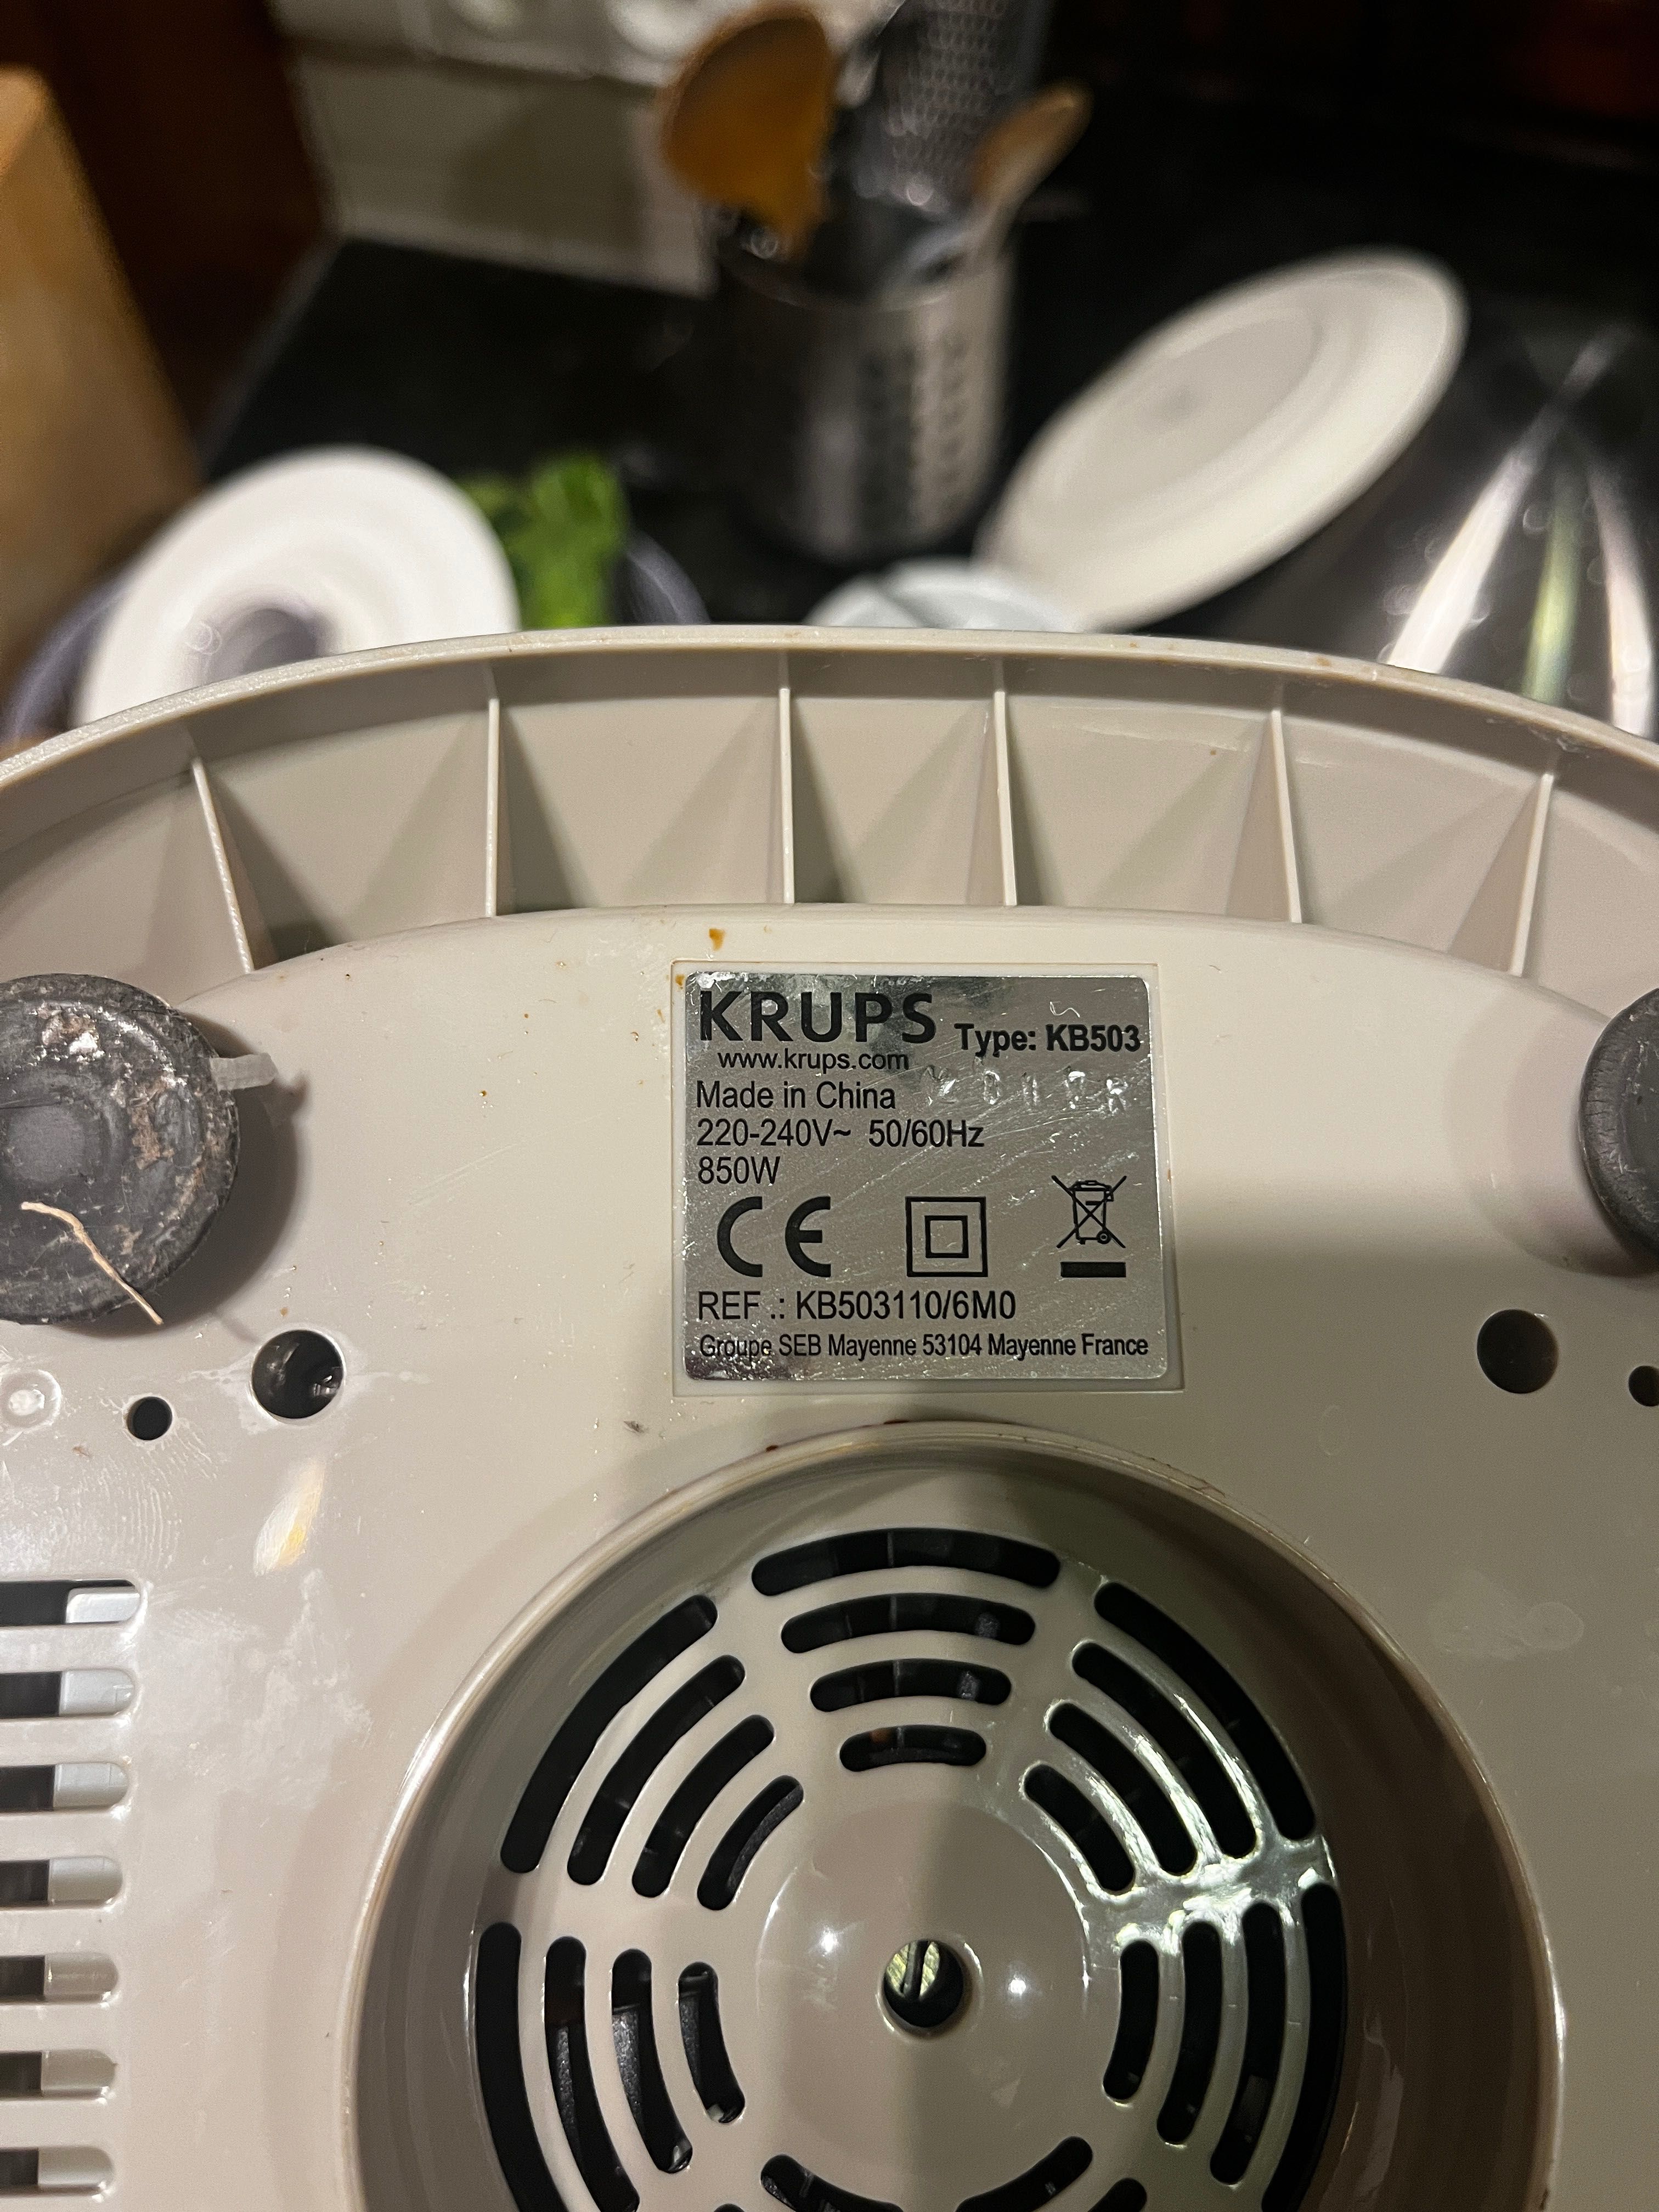 KRUPS Type: KB503
www.krups.com
Made in China
220-240V~ 50/60Hz
850W
CE
REF .: KB503110/6M0
Groupe SEB Mayenne 53104 Mayenne France